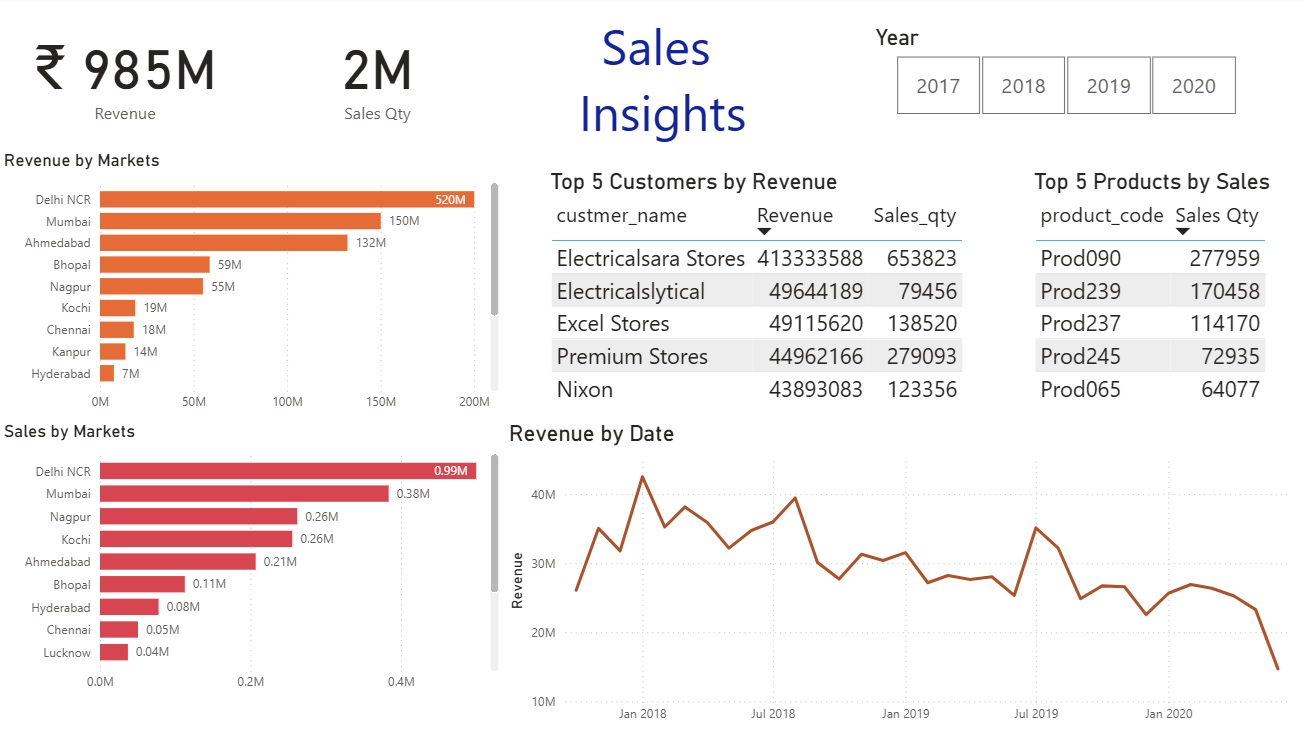 ₹ 985M
Revenue
2M
Sales Qty
Sales
Insights
Year
2017 2018 2019 2020
Revenue by Markets
Delhi NCR 520M
Mumbai 150M
Ahmedabad 132M
Bhopal 59M
Nagpur 55M
Kochi 19M
Chennai 18M
Kanpur 14M
Hyderabad 7M
0M 50M 100M 150M 200M
Top 5 Customers by Revenue
custmer_name Revenue Sales_qty
Electricalsara Stores 413333588 653823
Electricalslytical 49644189 79456
Excel Stores 49115620 138520
Premium Stores 44962166 279093
Nixon 43893083 123356
Top 5 Products by Sales
product_code Sales Qty
Prod090 277959
Prod239 170458
Prod237 114170
Prod245 72935
Prod065 64077
Sales by Markets
Delhi NCR 0.99M
Mumbai 0.38M
Nagpur 0.26M
Kochi 0.26M
Ahmedabad 0.21M
Bhopal 0.11M
Hyderabad 0.08M
Chennai 0.05M
Lucknow 0.04M
0.0M 0.2M 0.4M
Revenue by Date
Revenue
40M
30M
20M
10M
Jan 2018 Jul 2018 Jan 2019 Jul 2019 Jan 2020